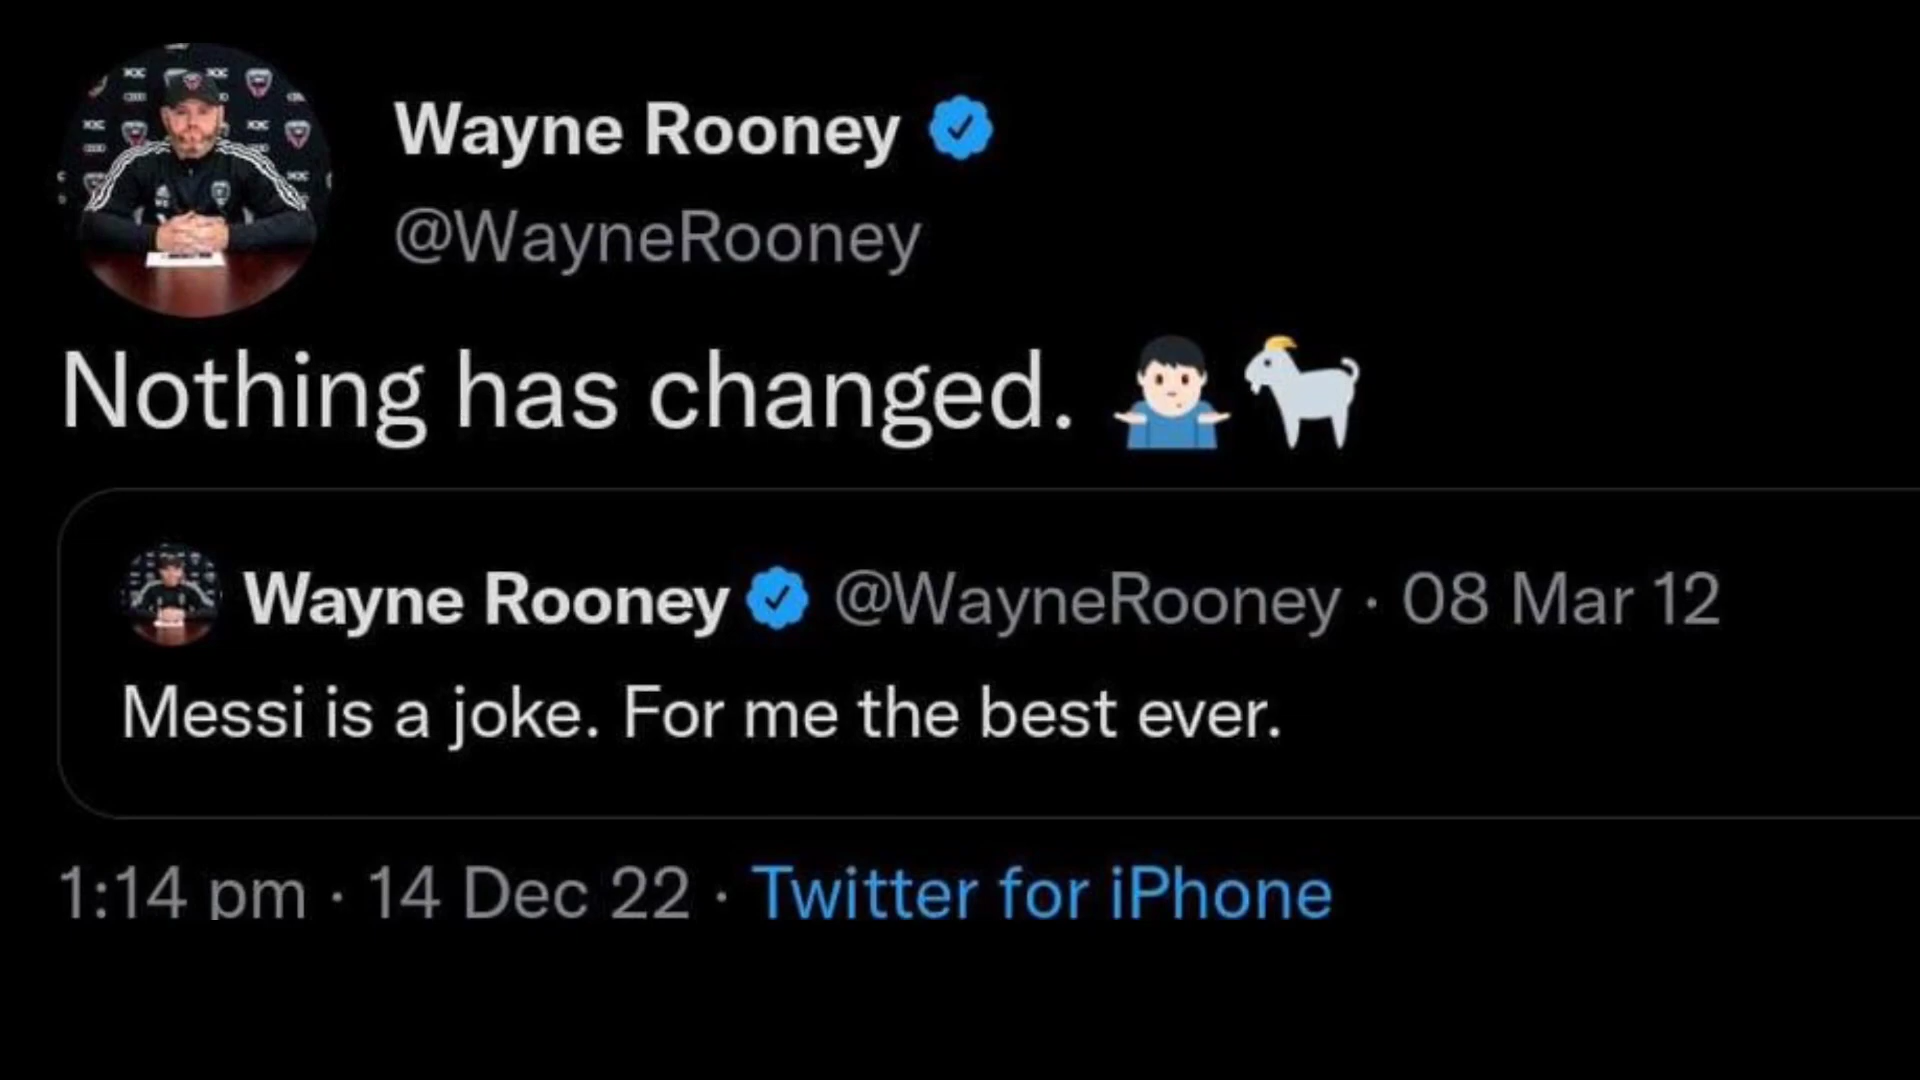 Wayne Rooney
@WayneRooney
Nothing has changed. 🤷🏻‍♂️🐐
Wayne Rooney @WayneRooney · 08 Mar 12
Messi is a joke. For me the best ever.
1:14 pm · 14 Dec 22 · Twitter for iPhone